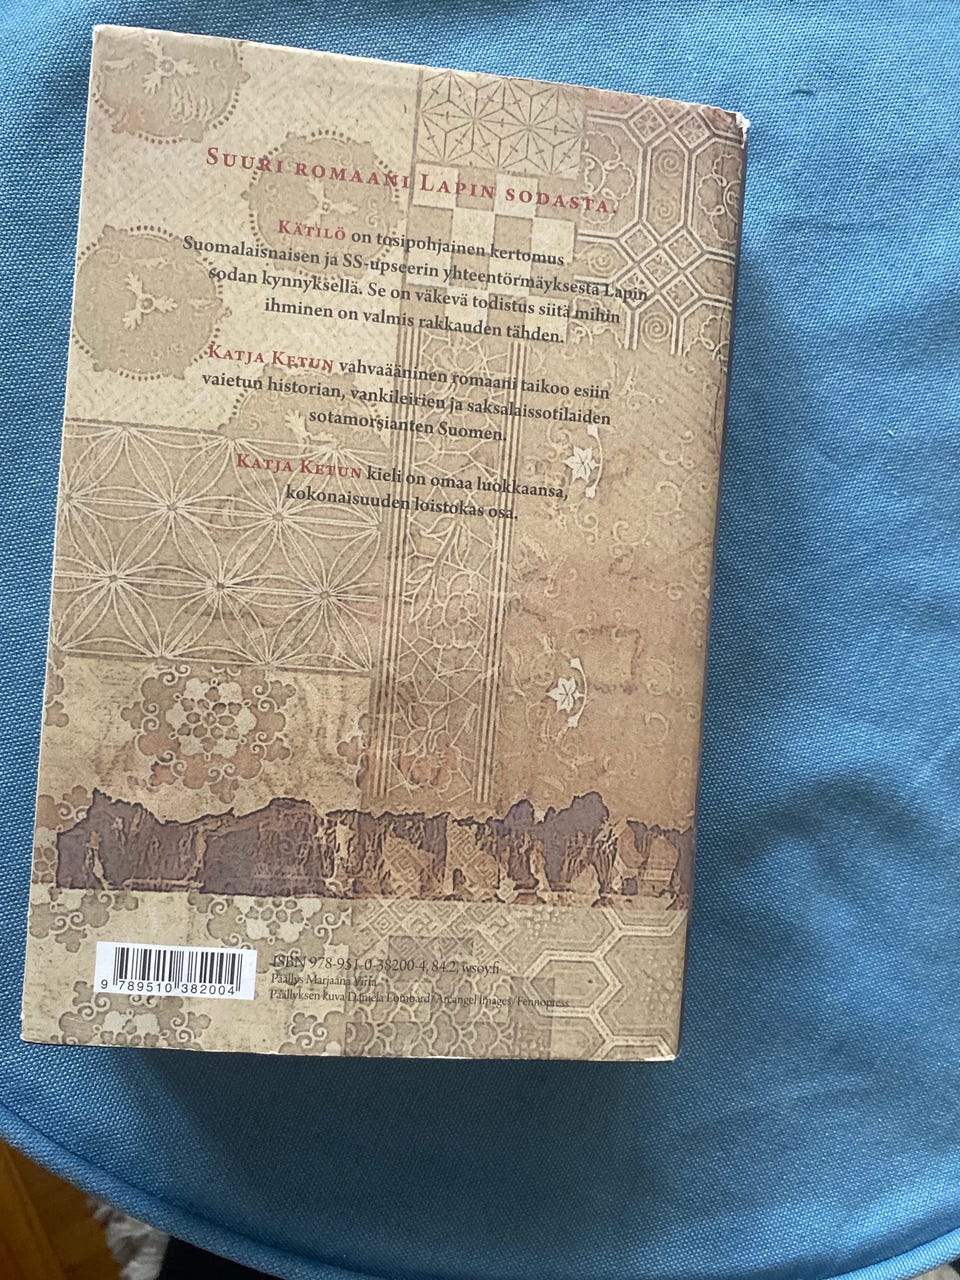 SUURI ROMAANI LAPIN SODASTA.
KÄTILÖ on tosipohjainen kertomus
Suomalaisnaisen ja SS-upseerin yhteentörmäyksestä Lapin
sodan kynnyksellä. Se on väkevä todistus siitä mihin
ihminen on valmis rakkauden tähden.
KATJA KETUN vahvaääninen romaani taikoo esiin
vaietun historian, vankileirien ja saksalaissotilaiden
sotamorsianten Suomen.
KATJA KETUN kieli on omaa luokkaansa,
kokonaisuuden loistokas osa.
ISBN 978-951-0-38200-4, 84.2, wsoy.fi
Päällys Marjaana Virta
Päällyksen kuva Daniela Lombard/Arcangel Images/Fennopress
9 789510 382004